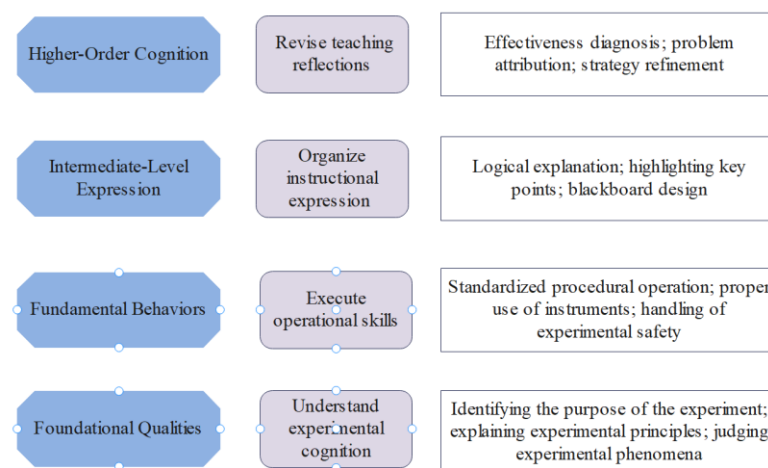 Higher-Order Cognition
Revise teaching
reflections
Effectiveness diagnosis; problem
attribution; strategy refinement
Intermediate-Level
Expression
Organize
instructional
expression
Logical explanation; highlighting key
points; blackboard design
Fundamental Behaviors
Execute
operational skills
Standardized procedural operation; proper
use of instruments; handling of
experimental safety
Foundational Qualities
Understand
experimental
cognition
Identifying the purpose of the experiment;
explaining experimental principles; judging
experimental phenomena